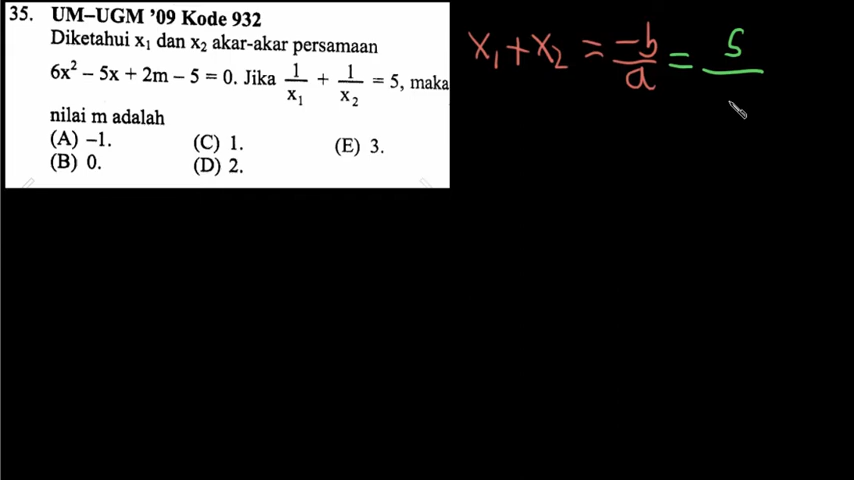 35. UM–UGM '09 Kode 932
Diketahui x₁ dan x₂ akar-akar persamaan
6x² − 5x + 2m − 5 = 0. Jika 1/x₁ + 1/x₂ = 5, maka
nilai m adalah
(A) −1. (C) 1. (E) 3.
(B) 0. (D) 2.
x₁ + x₂ = −b/a = 5/